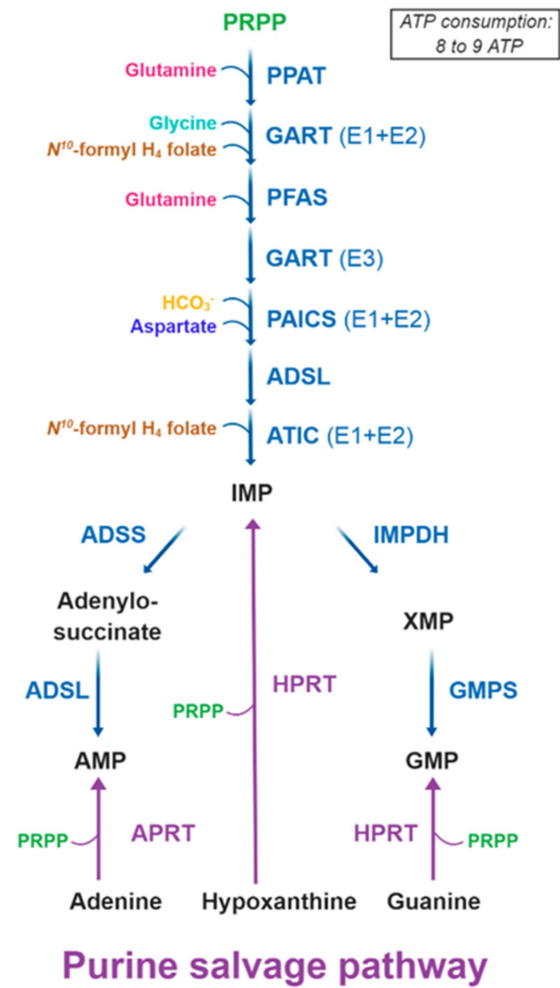 PRPP
ATP consumption:
8 to 9 ATP
Glutamine
PPAT
Glycine
N¹⁰-formyl H₄ folate
GART (E1+E2)
Glutamine
PFAS
GART (E3)
HCO₃⁻
Aspartate
PAICS (E1+E2)
ADSL
N¹⁰-formyl H₄ folate
ATIC (E1+E2)
IMP
ADSS
IMPDH
Adenylo-
succinate
XMP
ADSL
HPRT
PRPP
GMPS
AMP
GMP
PRPP
APRT
HPRT
PRPP
Adenine
Hypoxanthine
Guanine
Purine salvage pathway